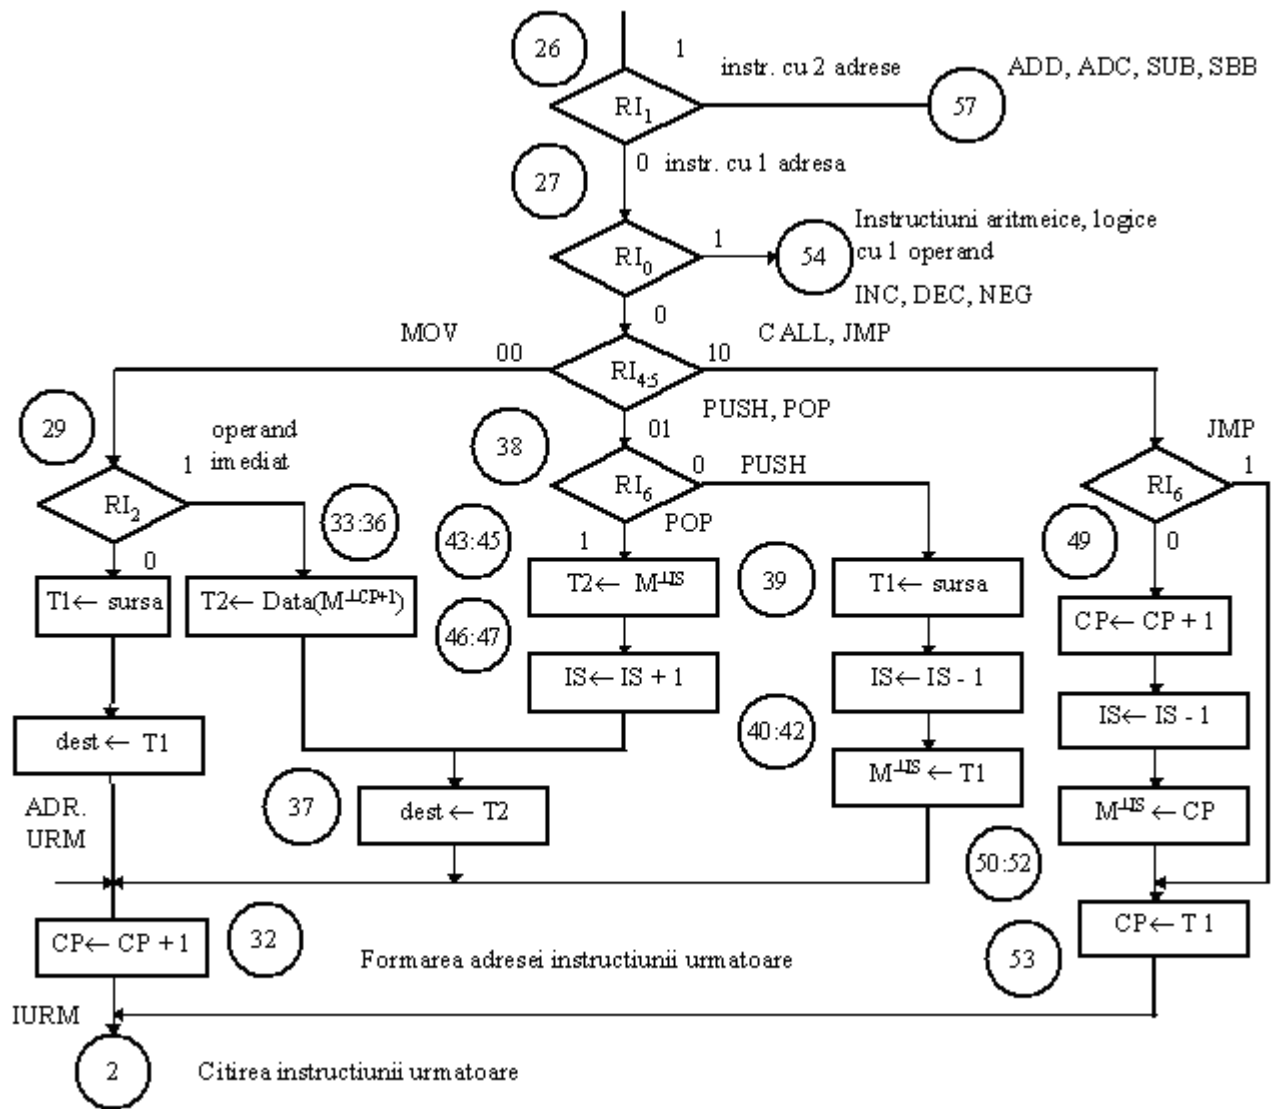 26
1
instr. cu 2 adrese
ADD, ADC, SUB, SBB
RI1
57
0 instr. cu 1 adresa
27
Instructiuni aritmeice, logice
cu 1 operand
RI0
1
54
INC, DEC, NEG
0
MOV
CALL, JMP
00
RI4:5
10
PUSH, POP
29
operand
imediat
01
38
JMP
1
0
PUSH
1
RI2
RI6
RI6
33:36
POP
43:45
49
0
1
0
T1← sursa
T2← Data(M⊥CP+1)
T2← M⊥IS
39
T1← sursa
CP← CP + 1
46:47
IS← IS + 1
IS← IS - 1
IS← IS - 1
dest ← T1
40:42
M⊥IS ← T1
ADR.
URM
37
dest ← T2
M⊥IS ← CP
50:52
CP← CP + 1
32
CP← T 1
Formarea adresei instructiunii urmatoare
53
IURM
2
Citirea instructiunii urmatoare